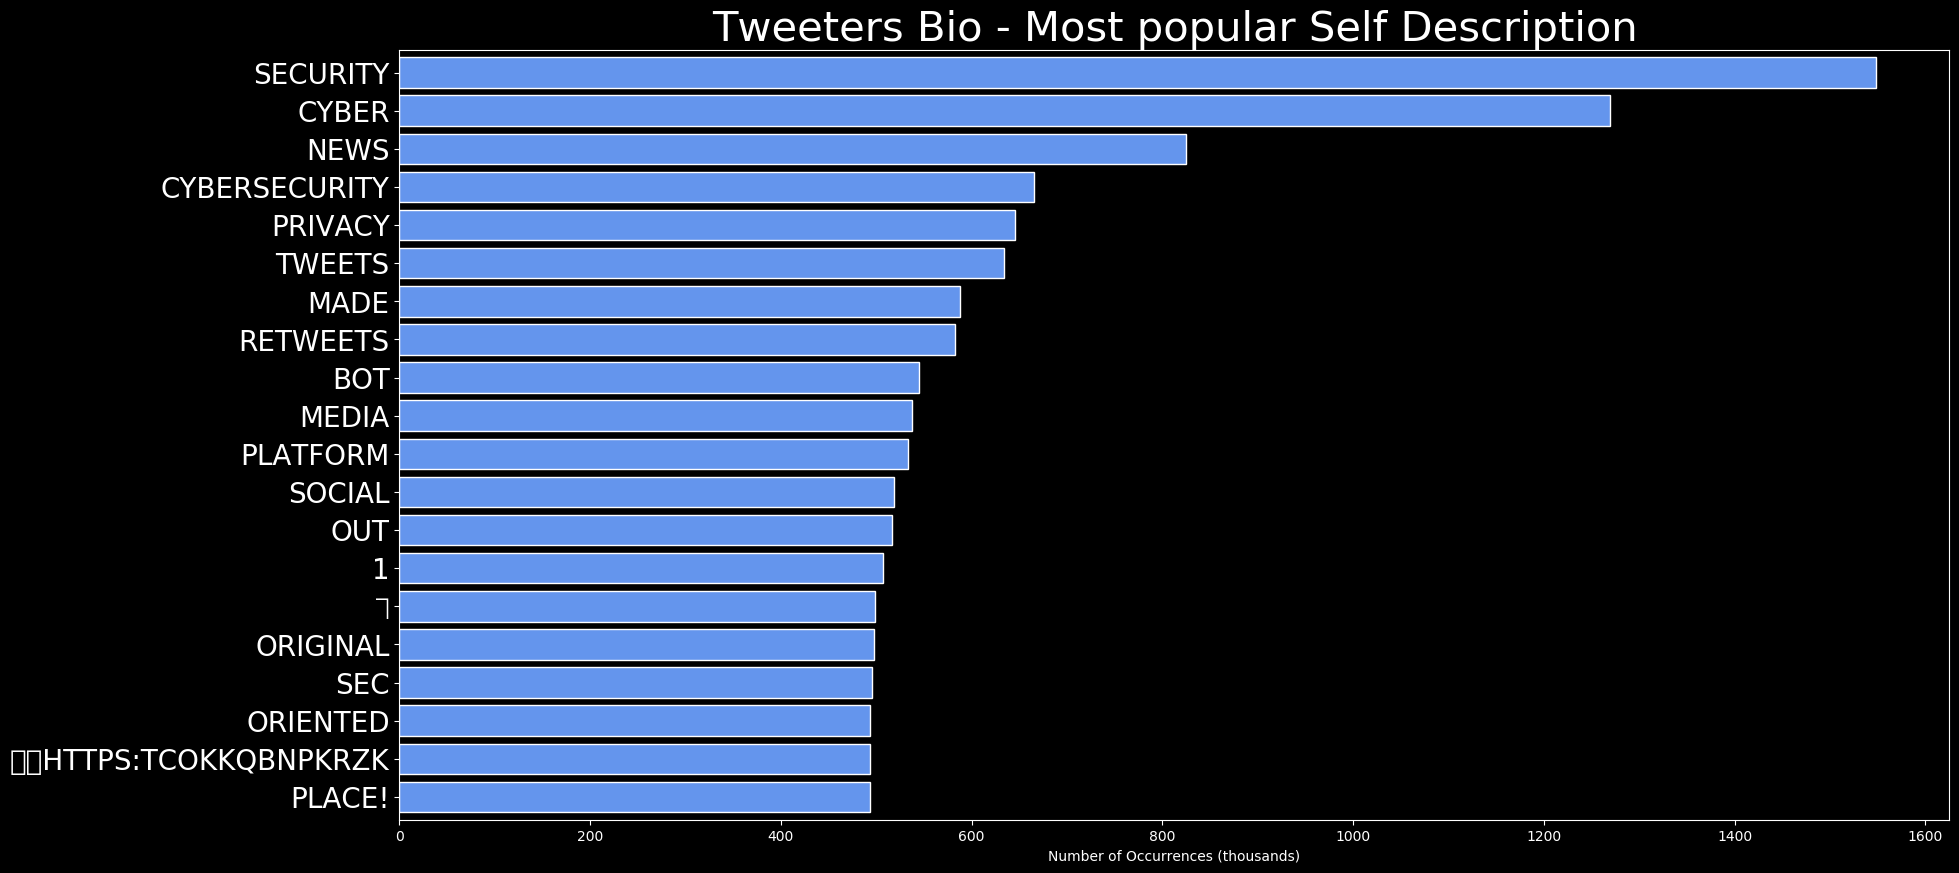 Tweeters Bio - Most popular Self Description
SECURITY
CYBER
NEWS
CYBERSECURITY
PRIVACY
TWEETS
MADE
RETWEETS
BOT
MEDIA
PLATFORM
SOCIAL
OUT
1
ORIGINAL
SEC
ORIENTED
HTTPS:TCOKKQBNPKRZK
PLACE!
0 200 400 600 800 1000 1200 1400 1600
Number of Occurrences (thousands)